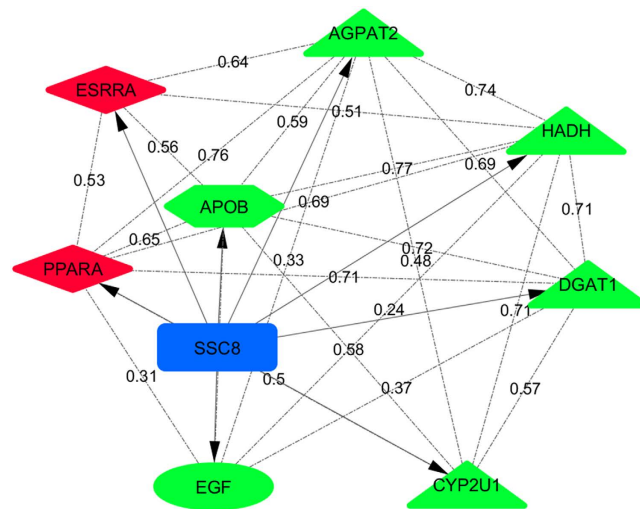 AGPAT2
0.64
ESRRA
0.74
0.51
0.59
HADH
0.56
0.76
0.77
0.69
0.53
APOB
0.69
0.71
0.65
0.72
0.33
0.48
PPARA
0.71
DGAT1
0.24
0.71
SSC8
0.58
0.31
0.5
0.37
0.57
EGF
CYP2U1